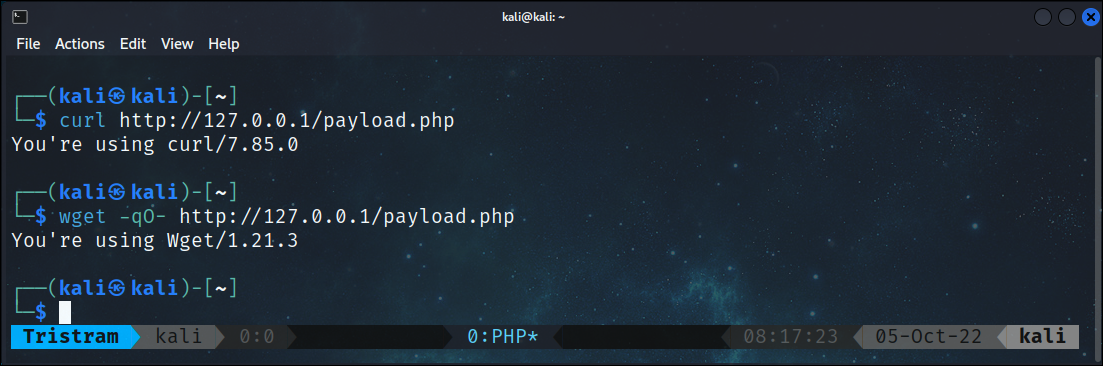 kali@kali: ~
File Actions Edit View Help
┌──(kali㉿kali)-[~]
└─$ curl http://127.0.0.1/payload.php
You're using curl/7.85.0
┌──(kali㉿kali)-[~]
└─$ wget -qO- http://127.0.0.1/payload.php
You're using Wget/1.21.3
┌──(kali㉿kali)-[~]
└─$
Tristram kali 0:0 0:PHP* 08:17:23 05-Oct-22 kali